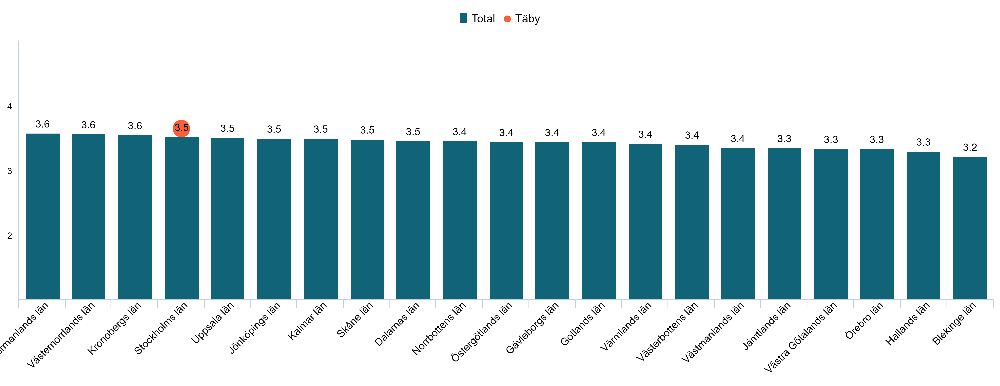 Total Täby
4
3.6 3.6 3.6 3.5 3.5 3.5 3.5 3.5 3.5 3.4 3.4 3.4 3.4 3.4 3.4 3.4 3.3 3.3 3.3 3.3 3.2
3
2
ermanlands län
Västernorrlands län
Kronobergs län
Stockholms län
Uppsala län
Jönköpings län
Kalmar län
Skåne län
Dalarnas län
Norrbottens län
Östergötlands län
Gävleborgs län
Gotlands län
Värmlands län
Västerbottens län
Västmanlands län
Jämtlands län
Västra Götalands län
Örebro län
Hallands län
Blekinge län